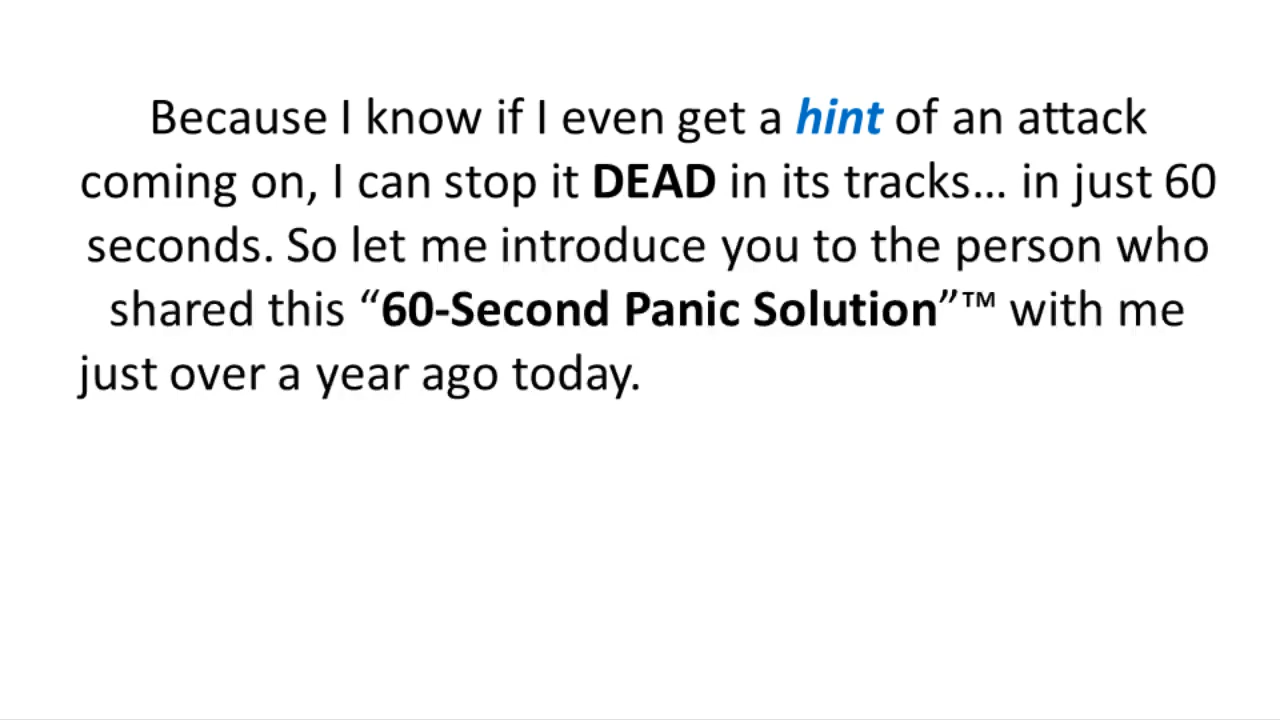 Because I know if I even get a hint of an attack
coming on, I can stop it DEAD in its tracks... in just 60
seconds. So let me introduce you to the person who
shared this “60-Second Panic Solution”™ with me
just over a year ago today.